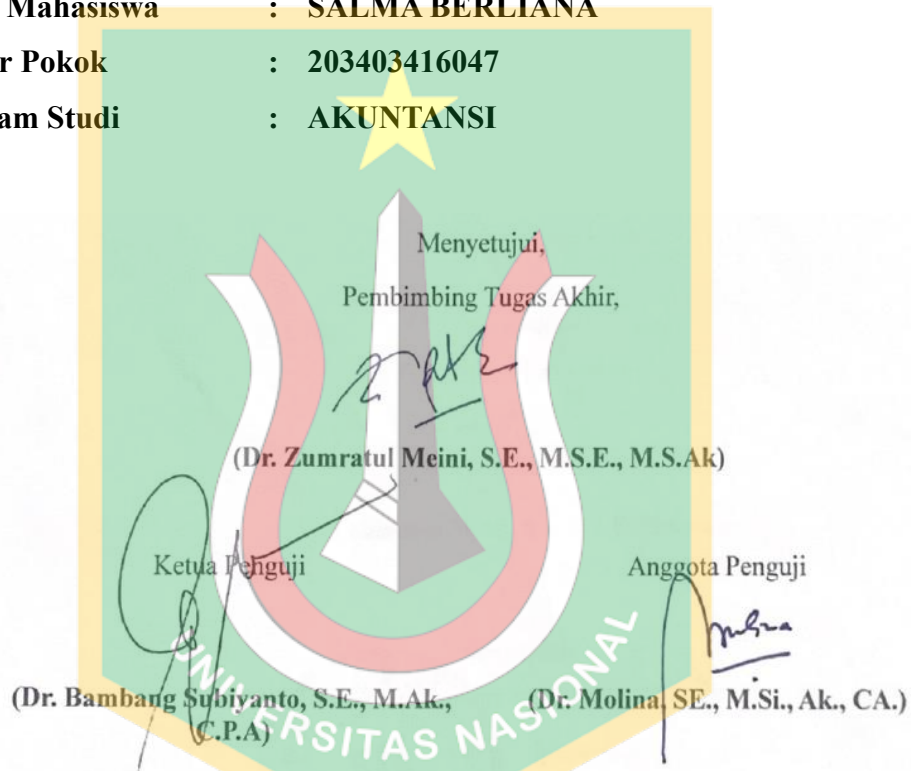 Mahasiswa : SALMA BERLIANA
r Pokok : 203403416047
am Studi : AKUNTANSI
Menyetujui,
Pembimbing Tugas Akhir,
(Dr. Zumratul Meini, S.E., M.S.E., M.S.Ak)
Ketua Penguji
Anggota Penguji
(Dr. Bambang Subiyanto, S.E., M.Ak.,
C.P.A)
(Dr. Molina, SE., M.Si., Ak., CA.)
UNIVERSITAS NASIONAL